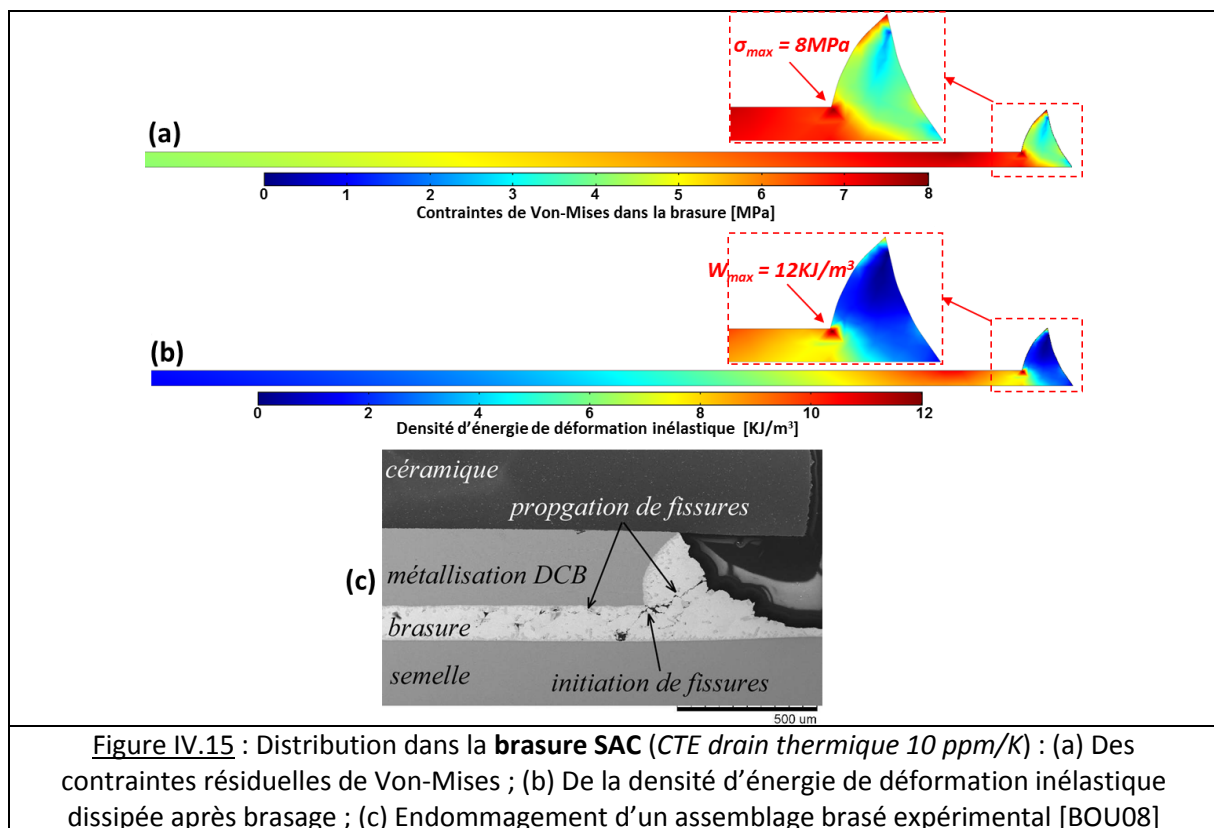 σmax = 8MPa
(a)
0 1 2 3 4 5 6 7 8
Contraintes de Von-Mises dans la brasure [MPa]
Wmax = 12KJ/m³
(b)
0 2 4 6 8 10 12
Densité d'énergie de déformation inélastique [KJ/m³]
céramique
propgation de fissures
(c)
métallisation DCB
brasure
semelle
initiation de fissures
500 um
Figure IV.15 : Distribution dans la brasure SAC (CTE drain thermique 10 ppm/K) : (a) Des
contraintes résiduelles de Von-Mises ; (b) De la densité d'énergie de déformation inélastique
dissipée après brasage ; (c) Endommagement d'un assemblage brasé expérimental [BOU08]